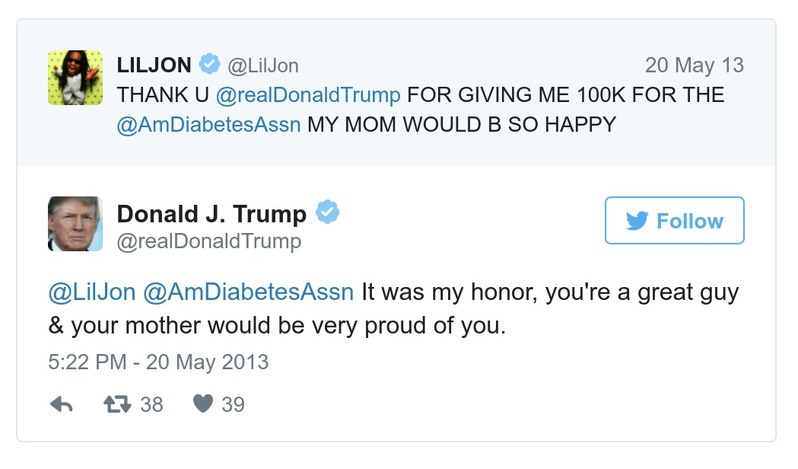 LILJON @LilJon 20 May 13
THANK U @realDonaldTrump FOR GIVING ME 100K FOR THE
@AmDiabetesAssn MY MOM WOULD B SO HAPPY
Donald J. Trump
@realDonaldTrump
Follow
@LilJon @AmDiabetesAssn It was my honor, you're a great guy
& your mother would be very proud of you.
5:22 PM - 20 May 2013
38 39